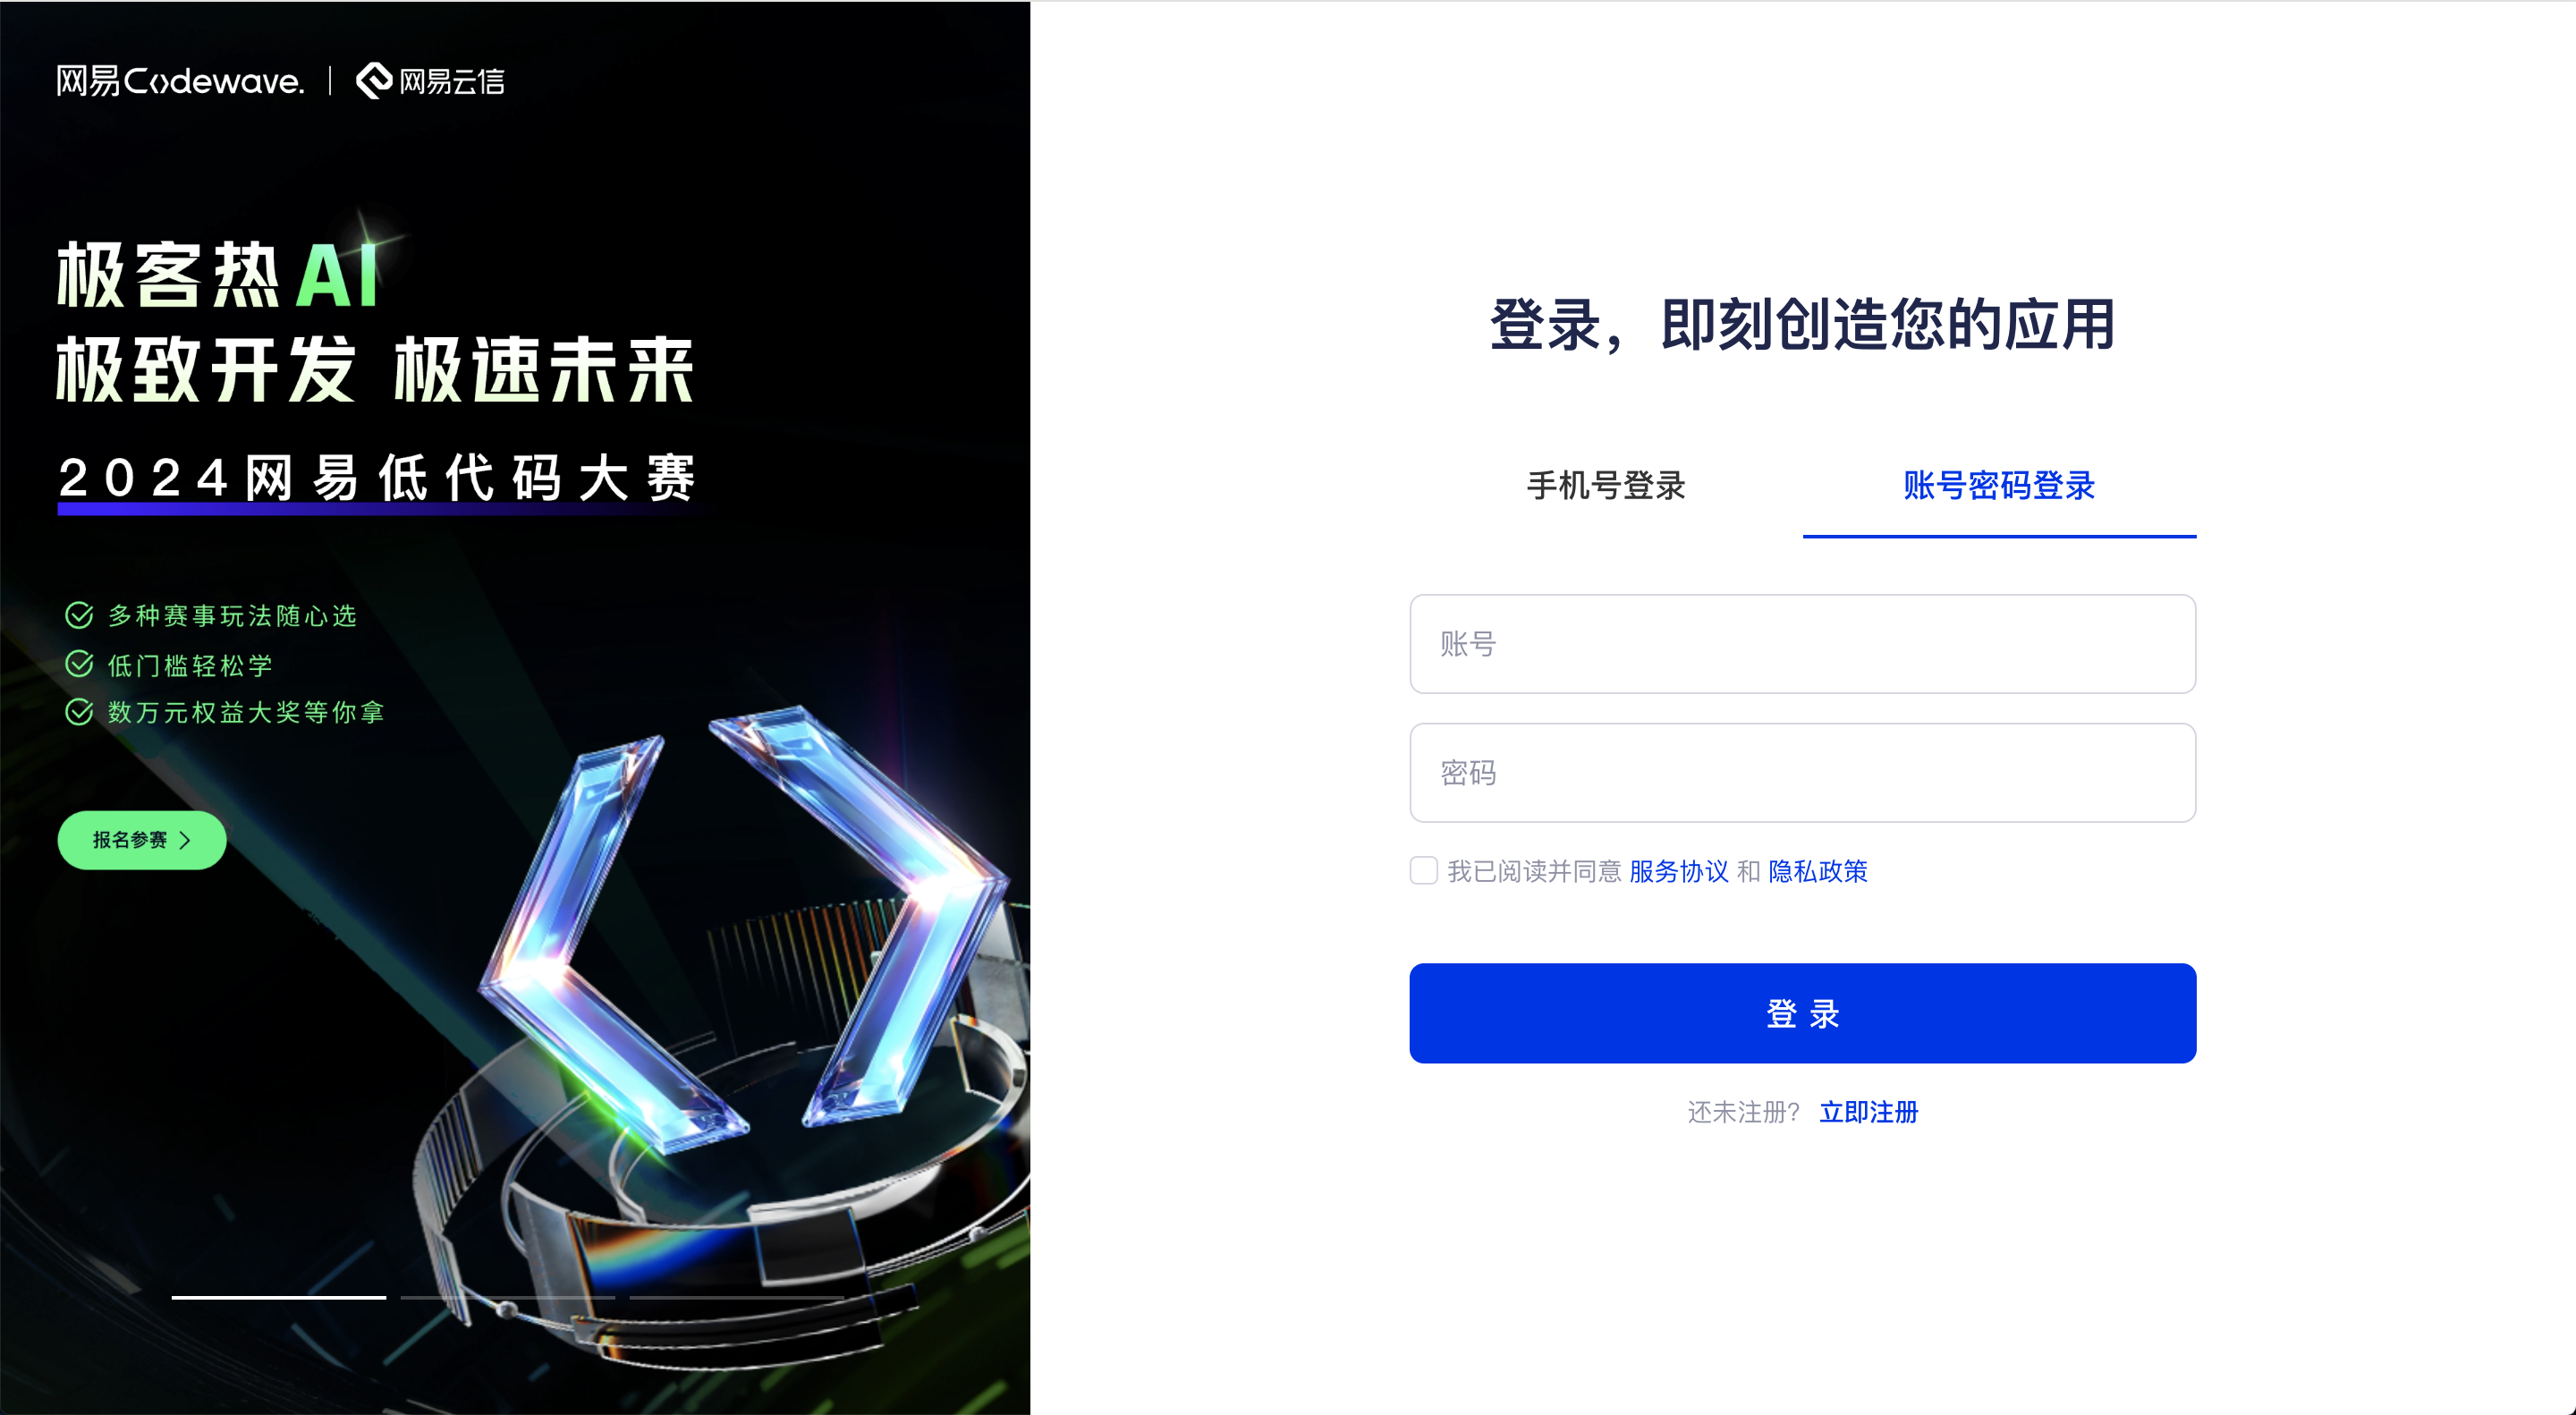 网易Codewave. | 网易云信
极客热AI
极致开发 极速未来
2024网易低代码大赛
多种赛事玩法随心选
低门槛轻松学
数万元权益大奖等你拿
报名参赛
登录，即刻创造您的应用
手机号登录 账号密码登录
账号
密码
我已阅读并同意 服务协议 和 隐私政策
登 录
还未注册? 立即注册